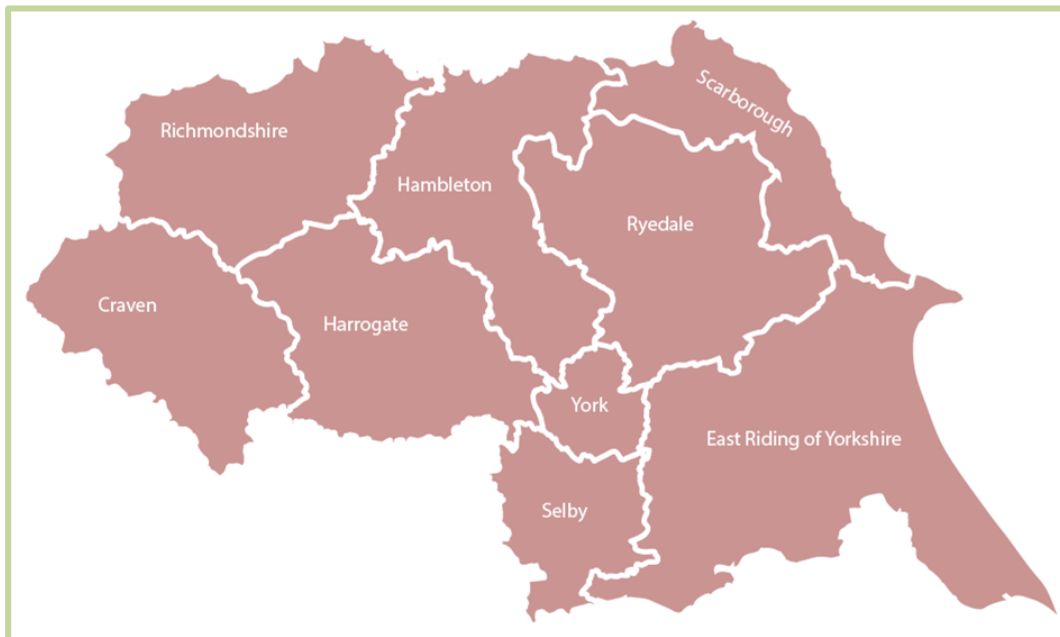 Scarborough
Richmondshire
Hambleton
Ryedale
Craven
Harrogate
York
East Riding of Yorkshire
Selby